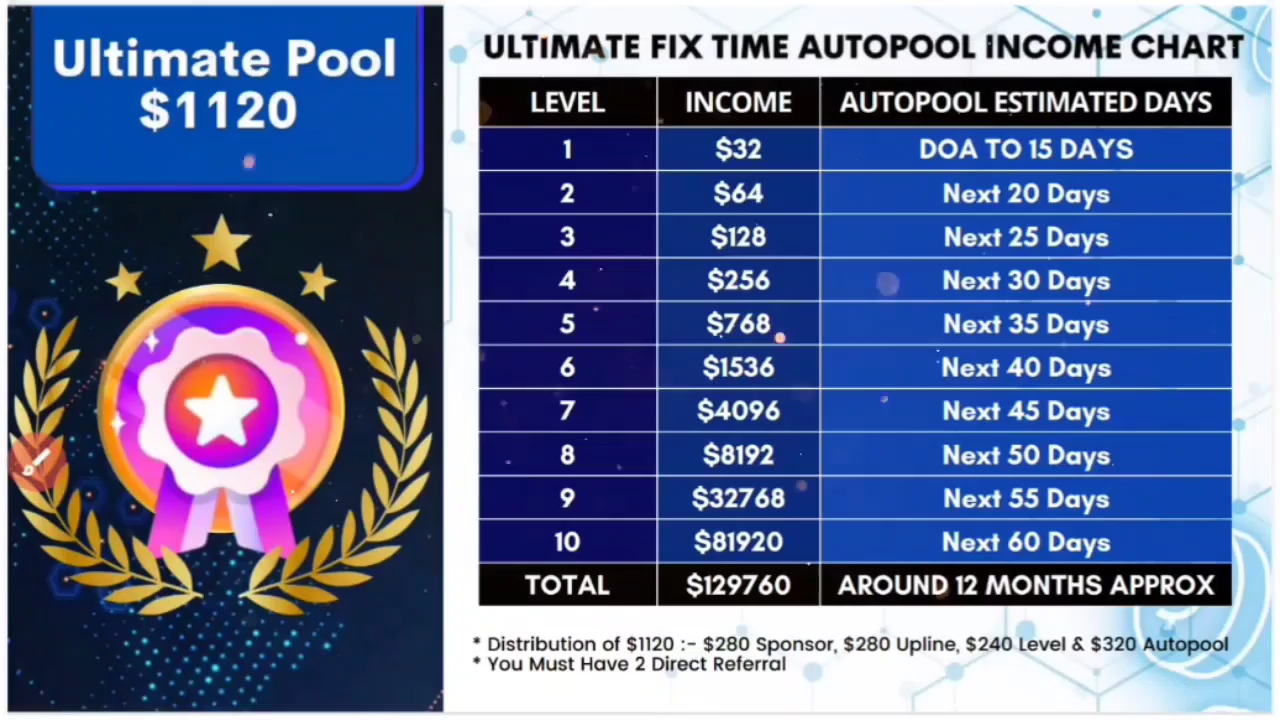 Ultimate Pool
$1120
ULTIMATE FIX TIME AUTOPOOL INCOME CHART
LEVEL INCOME AUTOPOOL ESTIMATED DAYS
1 $32 DOA TO 15 DAYS
2 $64 Next 20 Days
3 $128 Next 25 Days
4 $256 Next 30 Days
5 $768 Next 35 Days
6 $1536 Next 40 Days
7 $4096 Next 45 Days
8 $8192 Next 50 Days
9 $32768 Next 55 Days
10 $81920 Next 60 Days
TOTAL $129760 AROUND 12 MONTHS APPROX
* Distribution of $1120 :- $280 Sponsor, $280 Upline, $240 Level & $320 Autopool
* You Must Have 2 Direct Referral